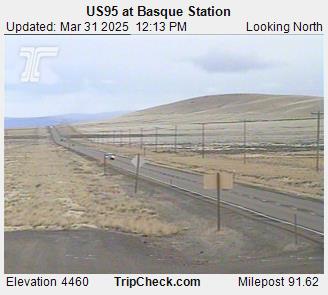 US95 at Basque Station
Updated: Mar 31 2025 12:13 PM Looking North
Elevation 4460 TripCheck.com Milepost 91.62